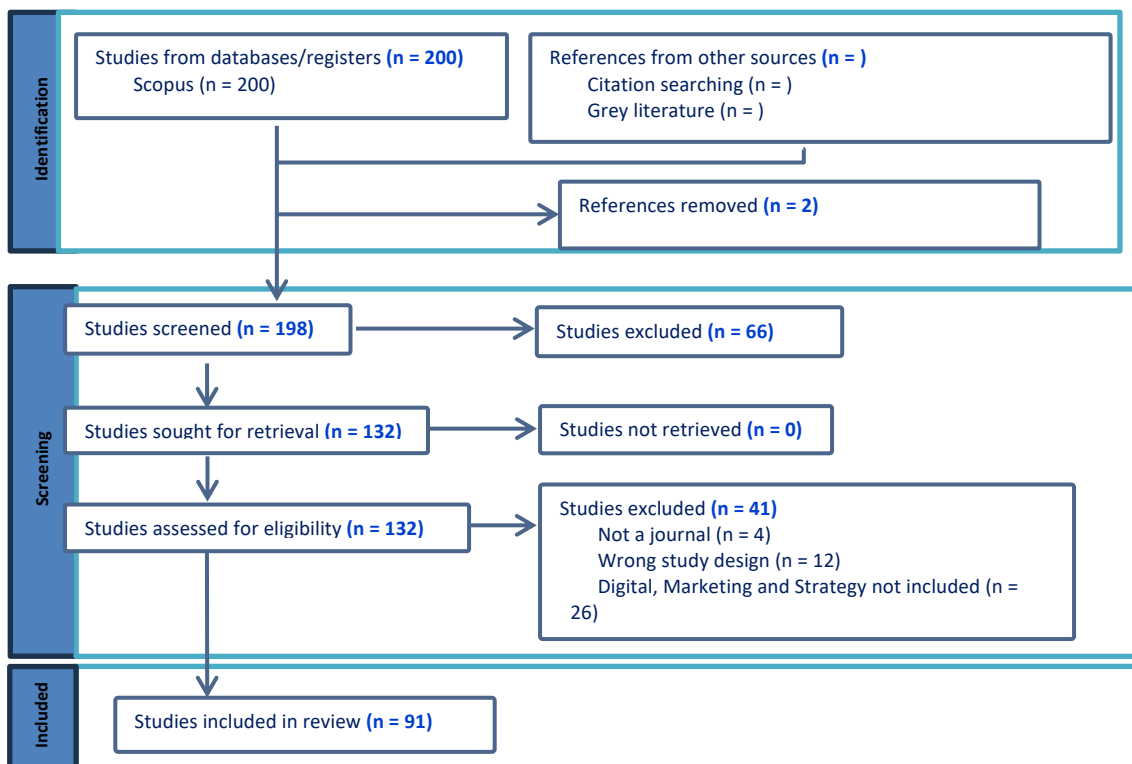 Identification
Studies from databases/registers (n = 200)
Scopus (n = 200)
References from other sources (n = )
Citation searching (n = )
Grey literature (n = )
References removed (n = 2)
Screening
Studies screened (n = 198)
Studies excluded (n = 66)
Studies sought for retrieval (n = 132)
Studies not retrieved (n = 0)
Studies assessed for eligibility (n = 132)
Studies excluded (n = 41)
Not a journal (n = 4)
Wrong study design (n = 12)
Digital, Marketing and Strategy not included (n =
26)
Included
Studies included in review (n = 91)